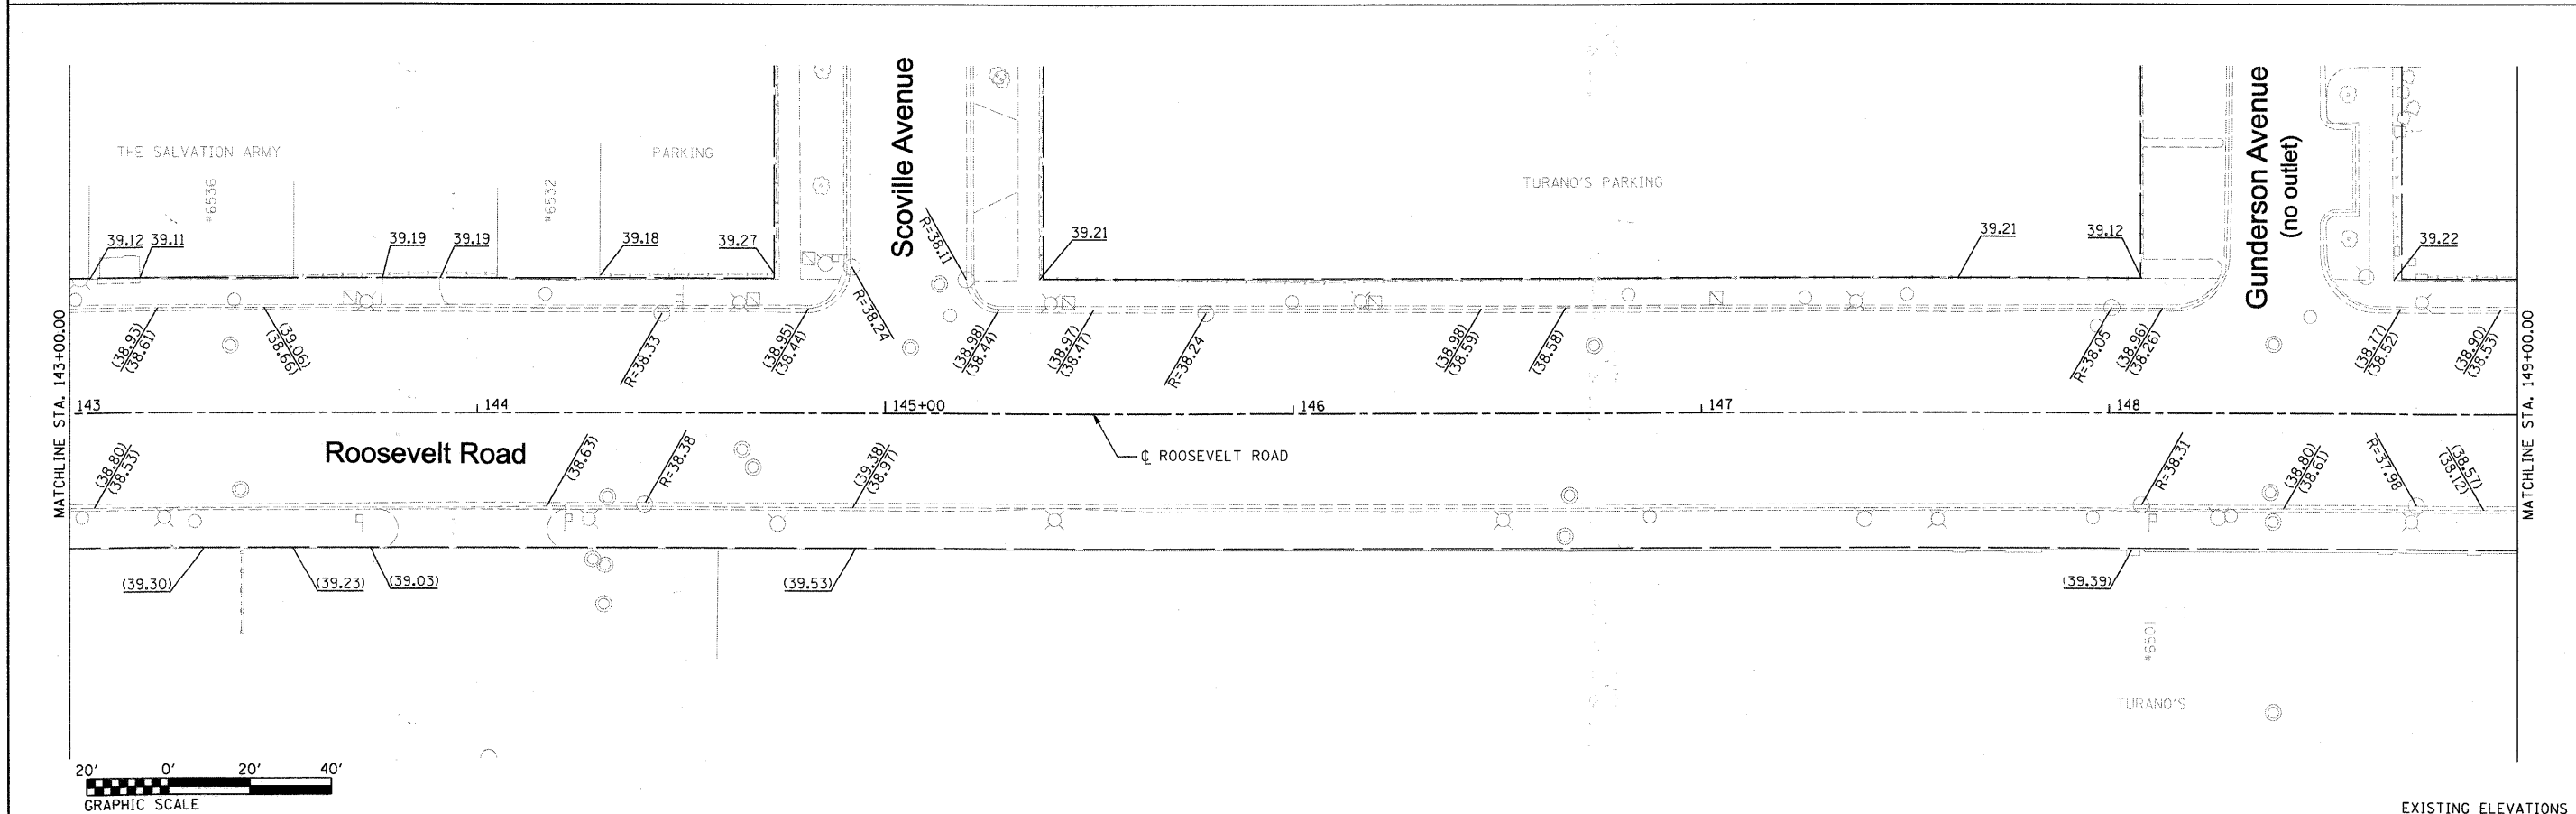 Scoville Avenue
Gunderson Avenue
(no outlet)
THE SALVATION ARMY
#6536
#6532
PARKING
TURANO'S PARKING
39.12
39.11
39.19
39.19
39.18
39.27
R=38.11
39.21
39.21
39.12
39.22
(38.93)
(38.61)
(39.06)
(38.66)
R=38.33
(38.95)
(38.44)
R=38.24
(38.98)
(38.44)
(38.97)
(38.47)
R=38.24
(38.98)
(38.59)
(38.58)
R=38.05
(38.96)
(38.26)
(38.77)
(38.52)
(38.90)
(38.53)
MATCHLINE STA. 143+00.00
MATCHLINE STA. 149+00.00
143
144
145+00
146
147
148
Roosevelt Road
℄ ROOSEVELT ROAD
(38.80)
(38.53)
(38.63)
R=38.38
(39.38)
(38.97)
R=38.31
(38.80)
(38.61)
R=37.98
(38.57)
(38.12)
(39.30)
(39.23)
(39.03)
(39.53)
(39.39)
#6501
TURANO'S
20' 0' 20' 40'
GRAPHIC SCALE
EXISTING ELEVATIONS